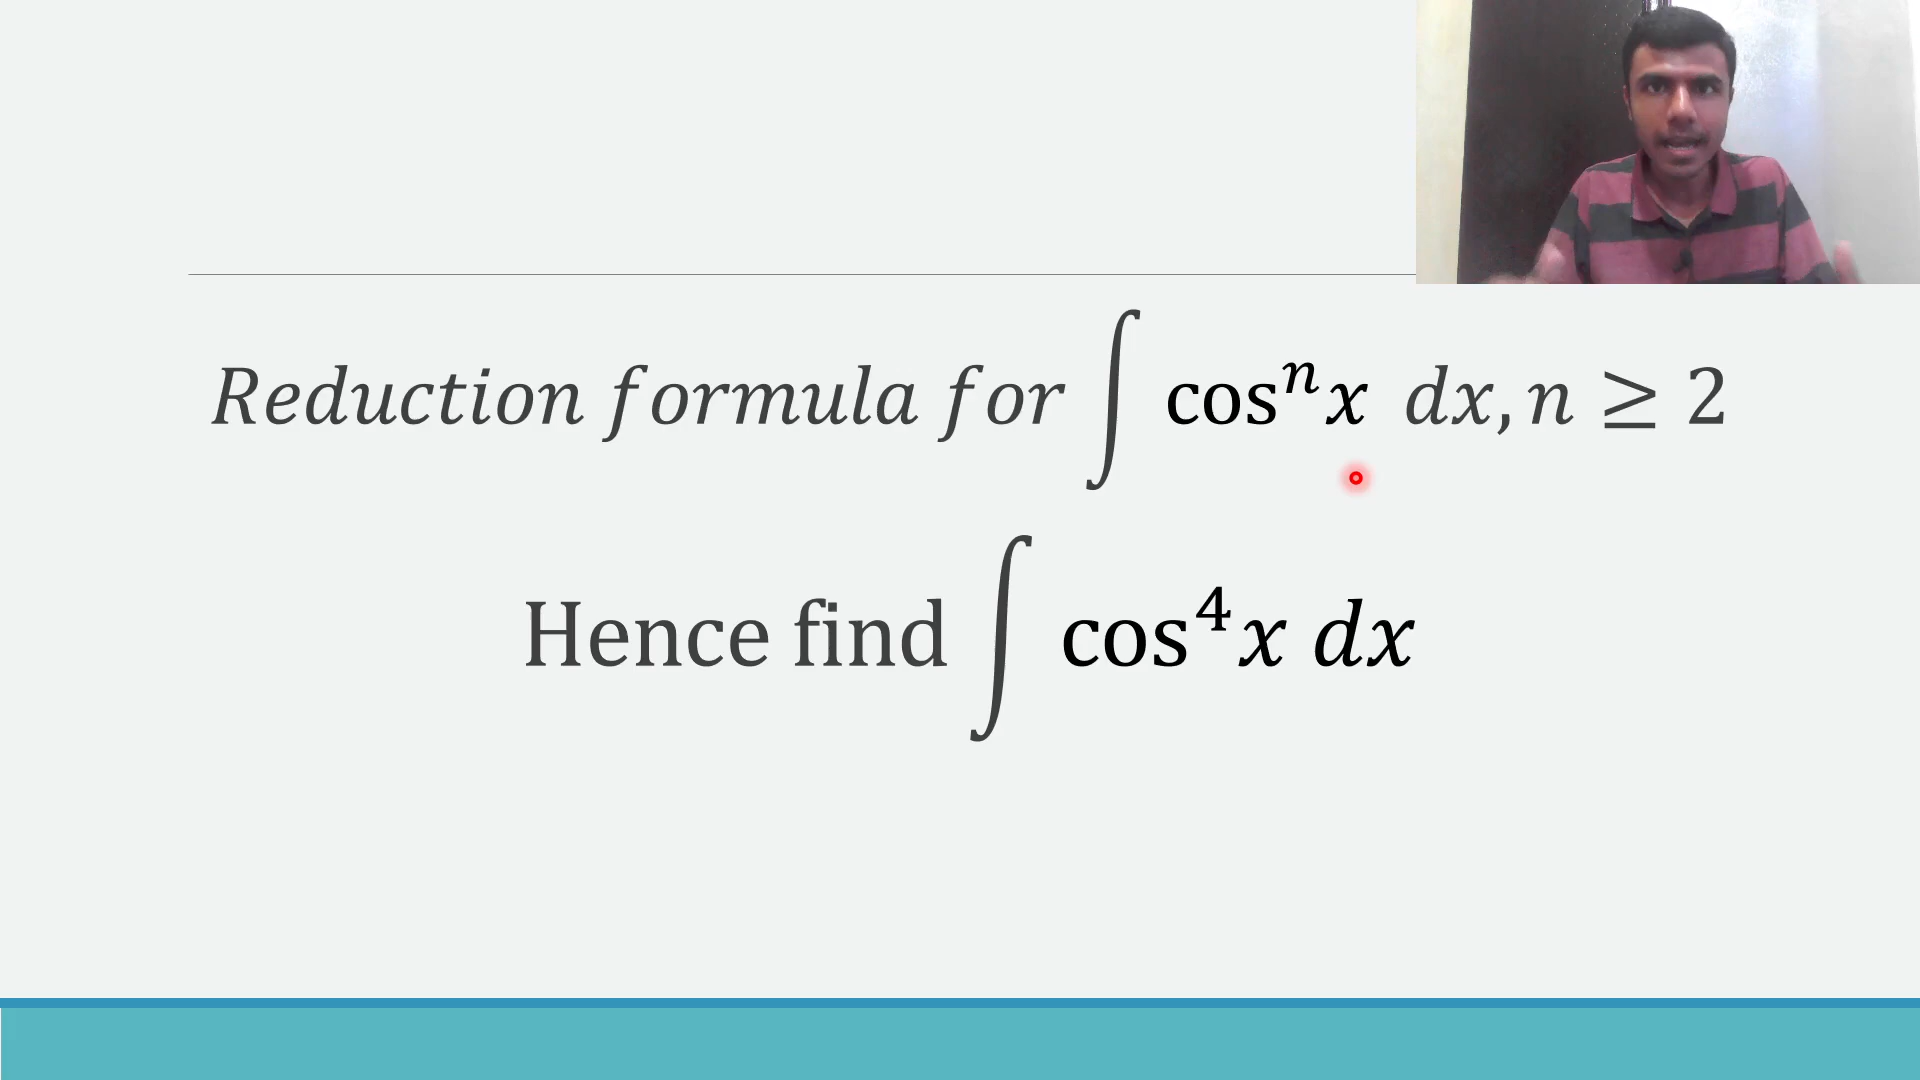 Reduction formula for ∫ cosⁿx dx, n ≥ 2
Hence find ∫ cos⁴x dx